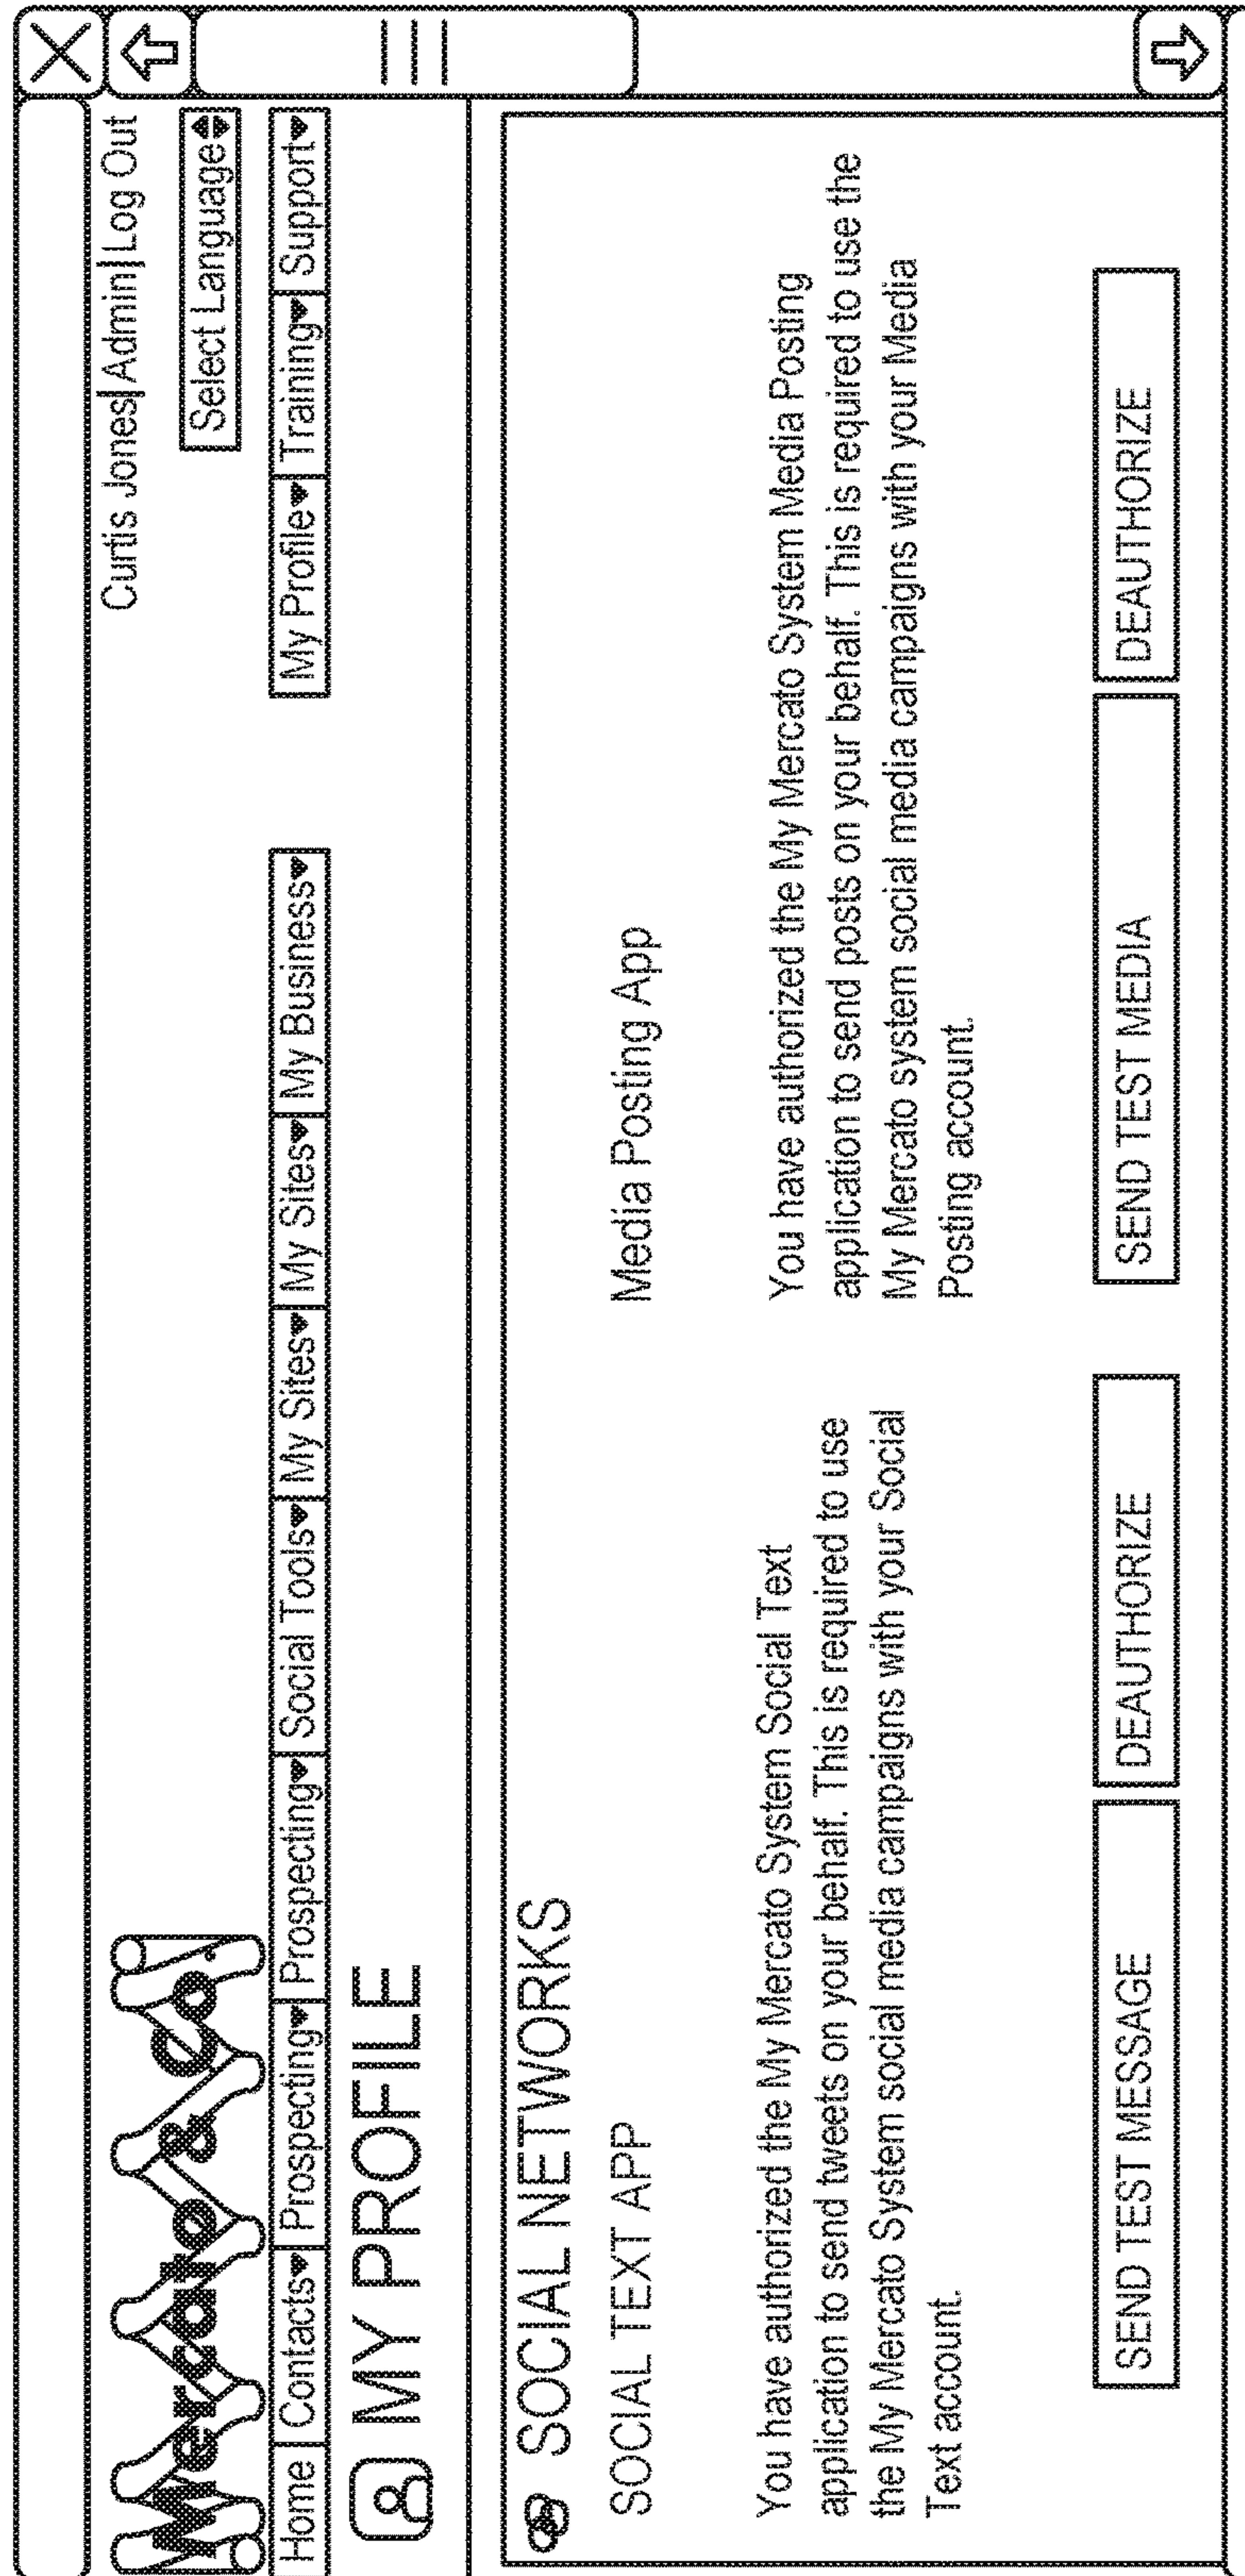 Curtis Jones|Admin|Log Out
Mercato & Co.
Select Language
Home Contacts Prospecting Prospecting Social Tools My Sites My Sites My Business My Profile Training Support
MY PROFILE
SOCIAL NETWORKS
SOCIAL TEXT APP
You have authorized the My Mercato System Social Text
application to send tweets on your behalf. This is required to use
the My Mercato System social media campaigns with your Social
Text account.
SEND TEST MESSAGE
DEAUTHORIZE
Media Posting App
You have authorized the My Mercato System Media Posting
application to send posts on your behalf. This is required to use the
My Mercato system social media campaigns with your Media
Posting account.
SEND TEST MEDIA
DEAUTHORIZE